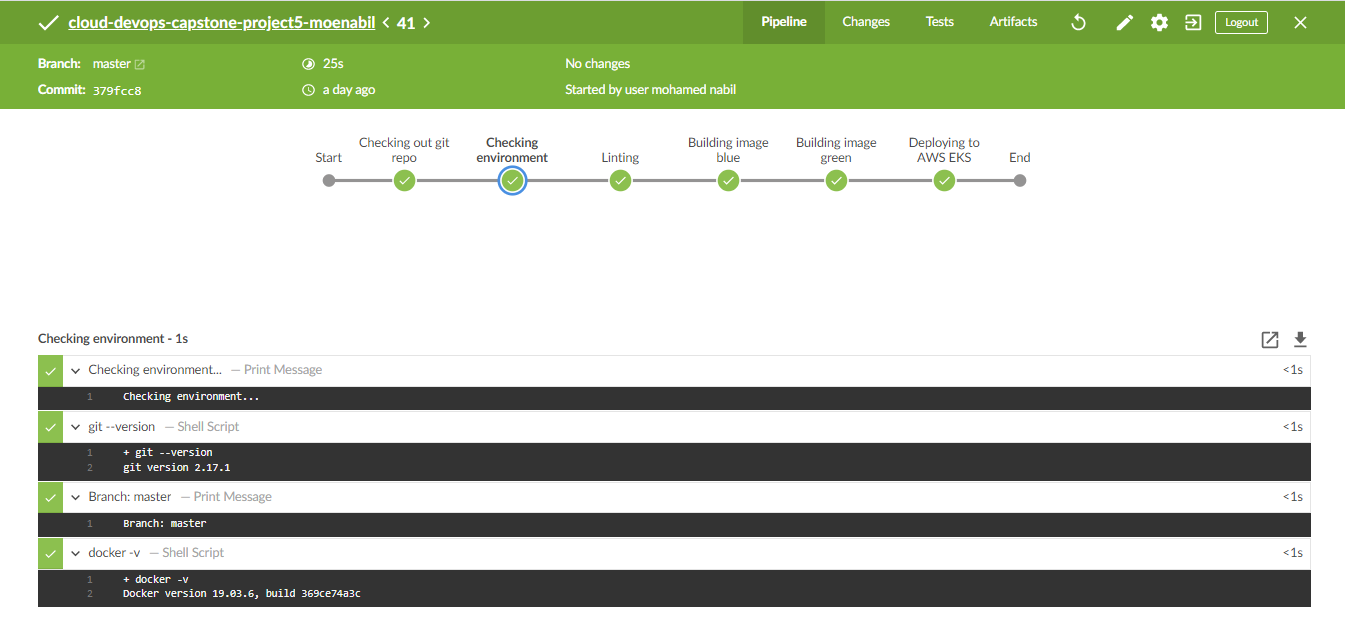 cloud-devops-capstone-project5-moenabil < 41 >
Pipeline Changes Tests Artifacts Logout
Branch: master 25s No changes
Commit: 379fcc8 a day ago Started by user mohamed nabil
Start
Checking out git repo
Checking environment
Linting
Building image blue
Building image green
Deploying to AWS EKS
End
Checking environment - 1s
Checking environment... — Print Message <1s
1 Checking environment...
git --version — Shell Script <1s
1 + git --version
2 git version 2.17.1
Branch: master — Print Message <1s
1 Branch: master
docker -v — Shell Script <1s
1 + docker -v
2 Docker version 19.03.6, build 369ce74a3c